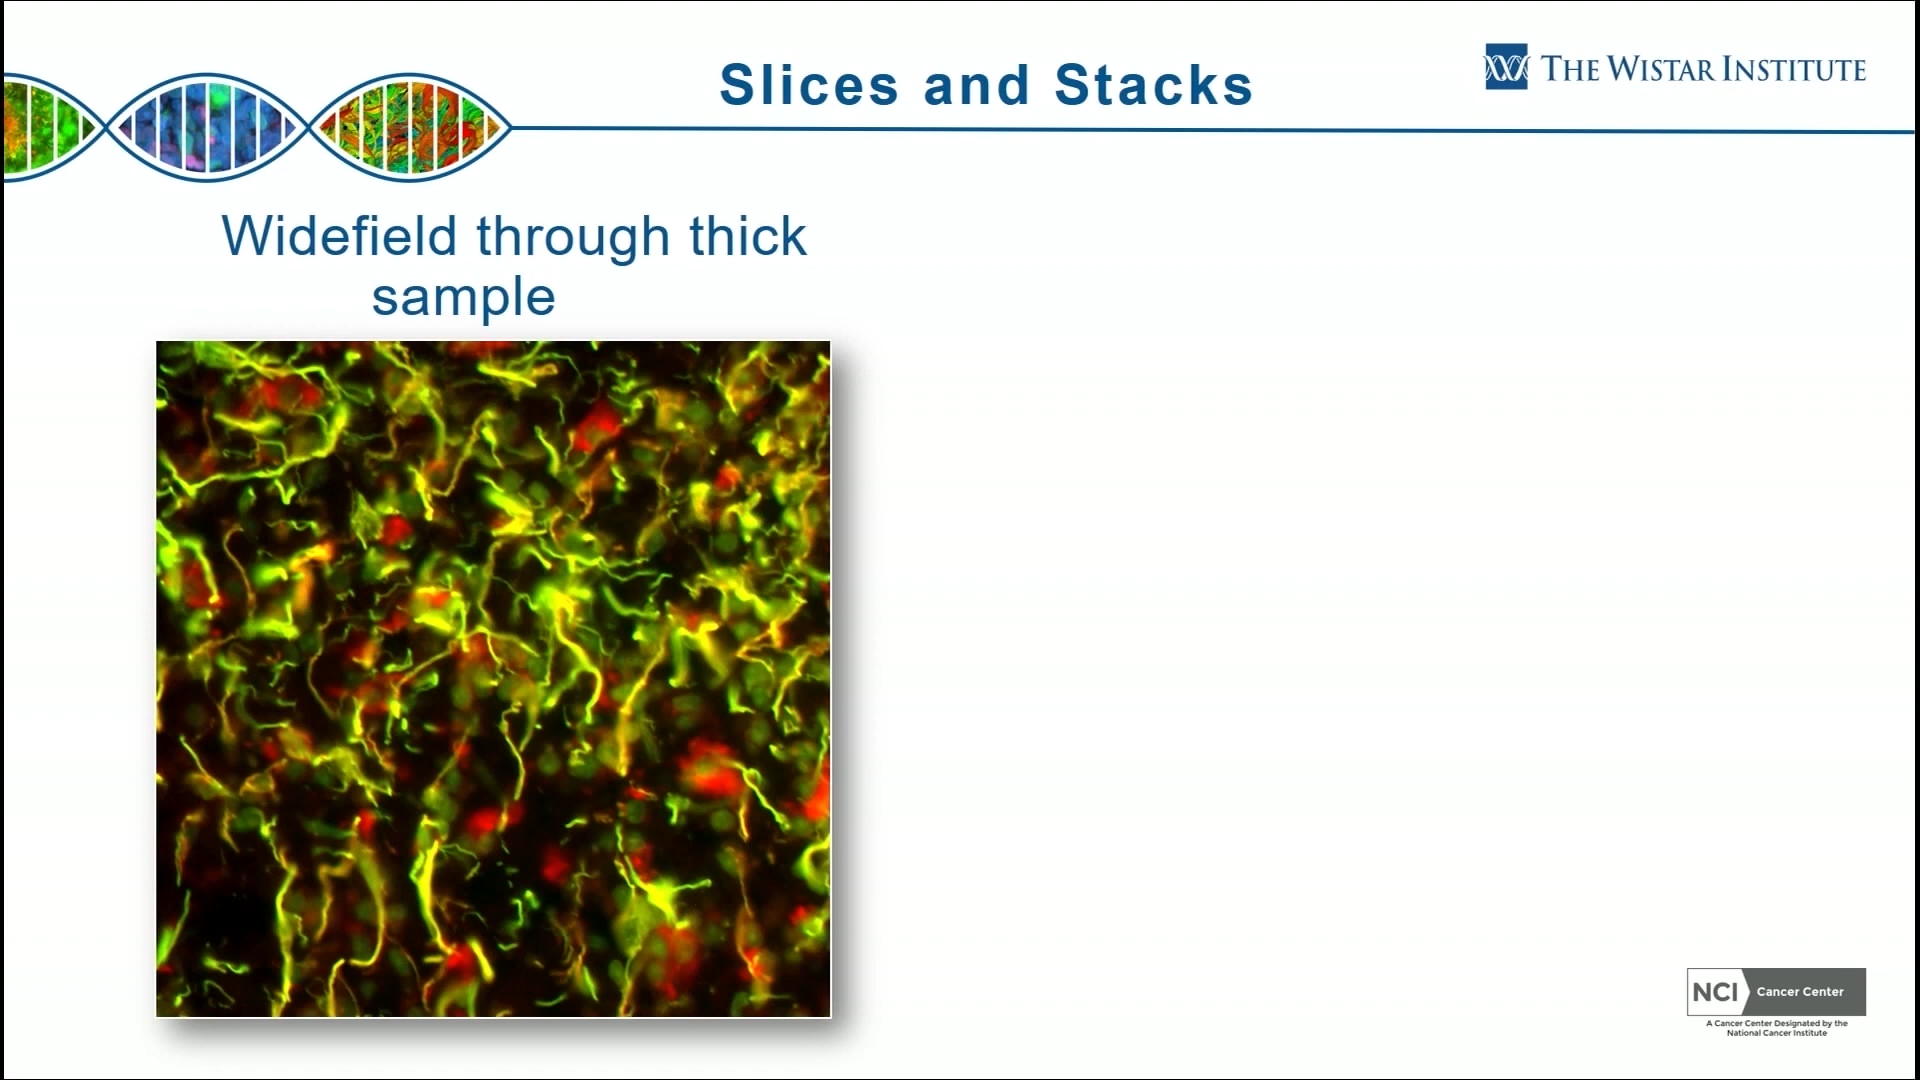 Slices and Stacks
THE WISTAR INSTITUTE
Widefield through thick
sample
NCI Cancer Center
A Cancer Center Designated by the
National Cancer Institute